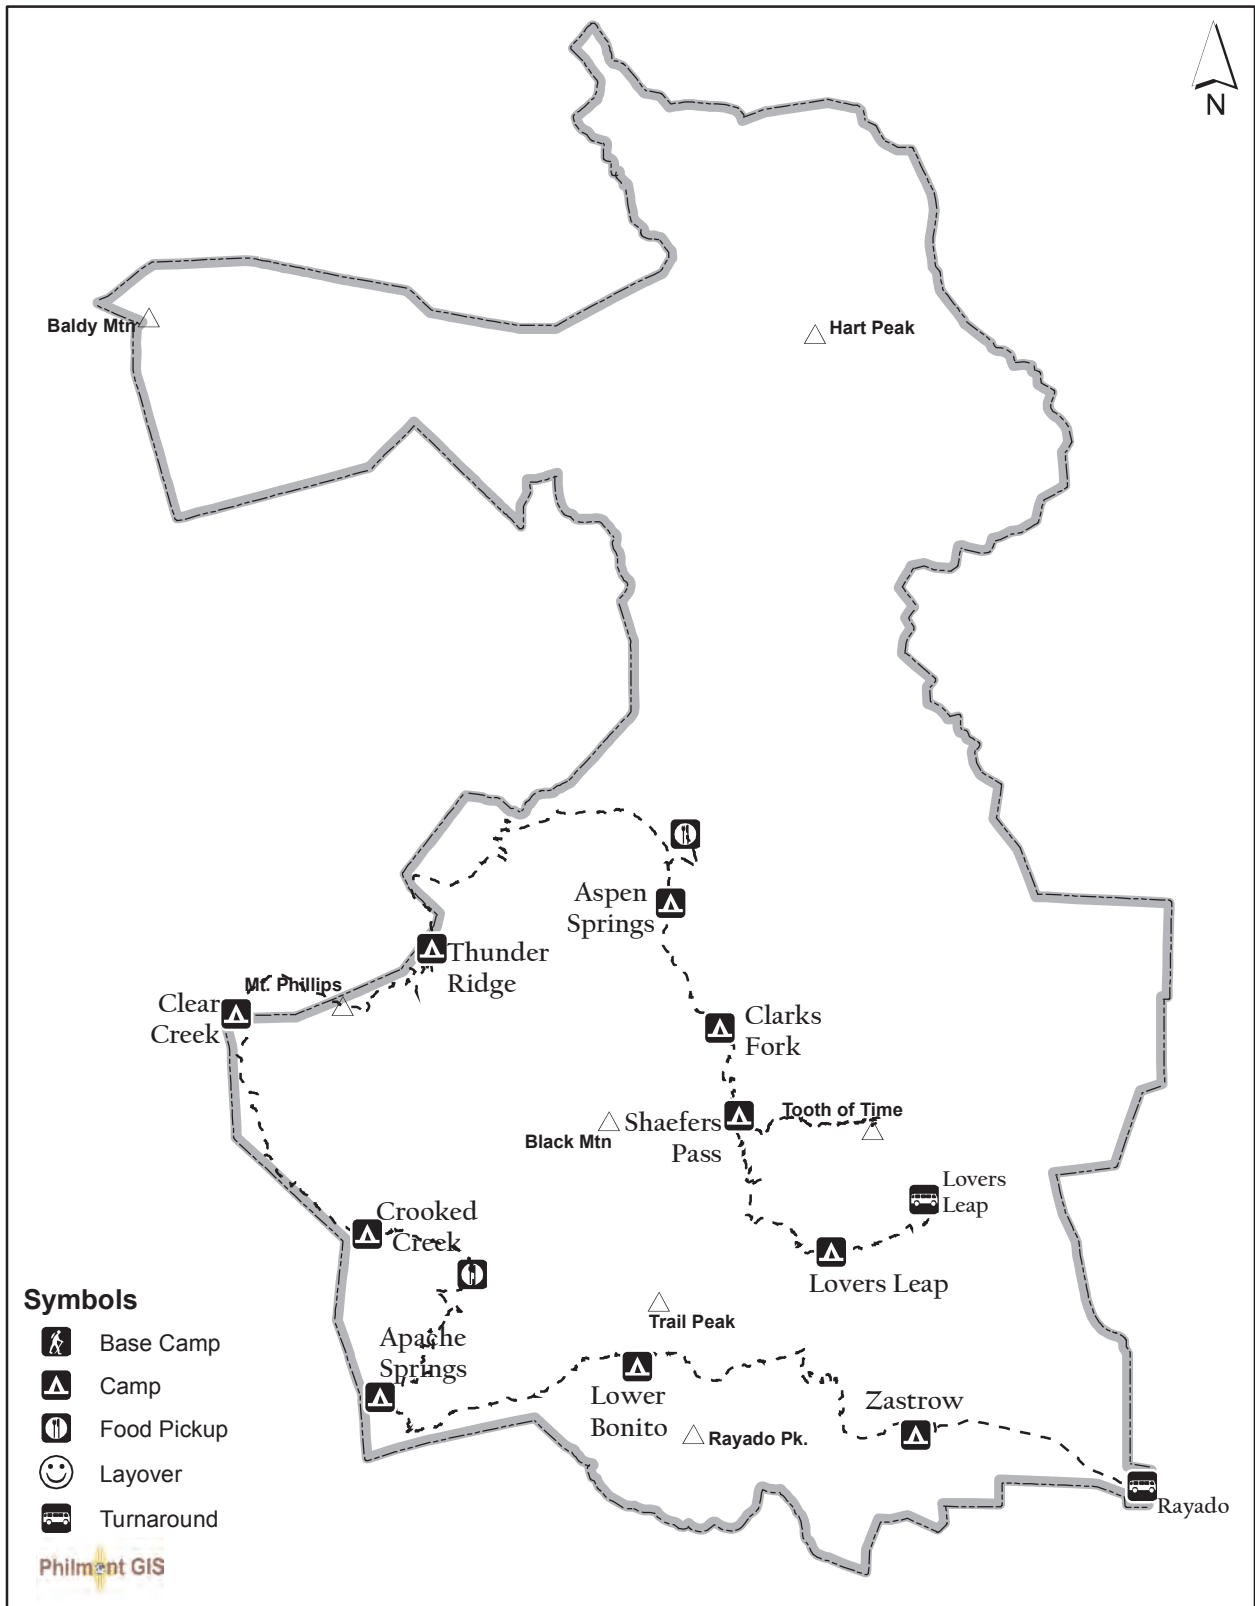 N
Baldy Mtn
Hart Peak
Aspen
Springs
Thunder
Ridge
Mt. Phillips
Clear
Creek
Clarks
Fork
Tooth of Time
Shaefers
Pass
Black Mtn
Lovers
Leap
Crooked
Creek
Lovers Leap
Trail Peak
Apache
Springs
Lower
Bonito
Zastrow
Rayado Pk.
Rayado
Symbols
Base Camp
Camp
Food Pickup
Layover
Turnaround
Philmont GIS